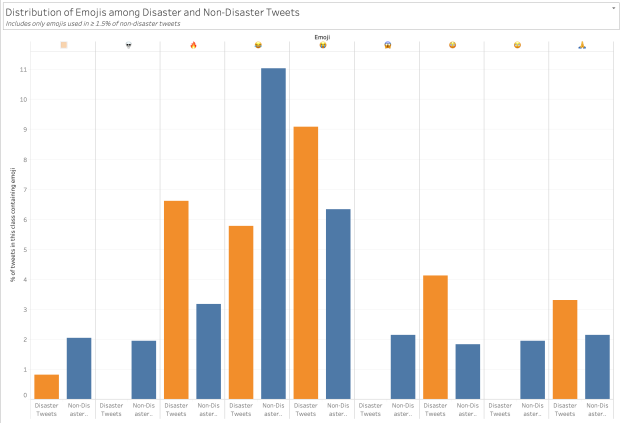 Distribution of Emojis among Disaster and Non-Disaster Tweets
Includes only emojis used in ≥ 1.5% of non-disaster tweets
Emoji
🏻 💀 🔥 😂 😭 😱 😩 😳 🙏
% of tweets in this class containing emoji
11
10
9
8
7
6
5
4
3
2
1
0
Disaster Non-Dis Disaster Non-Dis Disaster Non-Dis Disaster Non-Dis Disaster Non-Dis Disaster Non-Dis Disaster Non-Dis Disaster Non-Dis Disaster Non-Dis
Tweets aster.. Tweets aster.. Tweets aster.. Tweets aster.. Tweets aster.. Tweets aster.. Tweets aster.. Tweets aster.. Tweets aster..